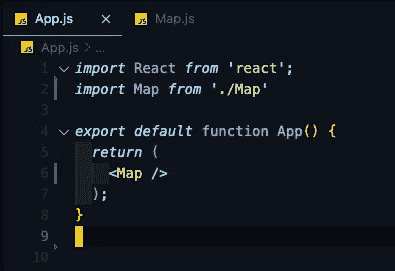 JS App.js × JS Map.js
JS App.js > ...
1 import React from 'react';
2 import Map from './Map'
3
4 export default function App() {
5 return (
6 <Map />
7 );
8 }
9
10